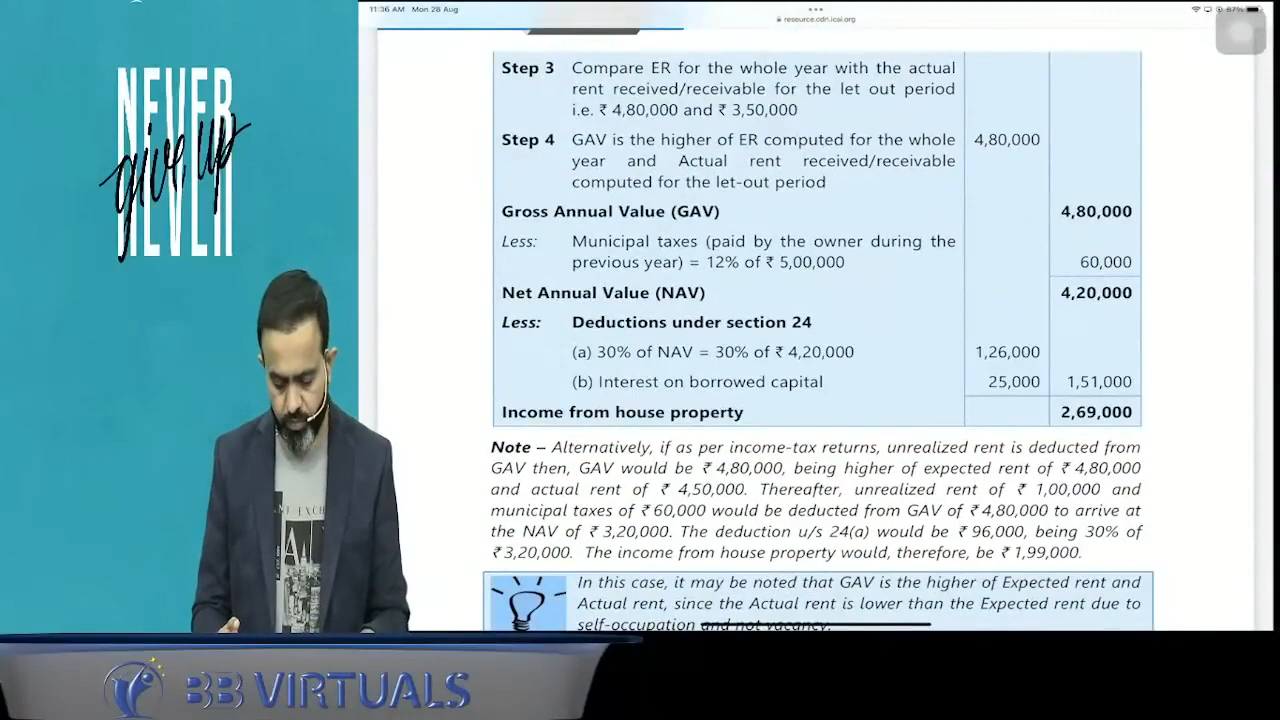 11:36 AM Mon 28 Aug
resource.cdn.icai.org
87%
NEVER
give up
NEVER
Step 3 Compare ER for the whole year with the actual
rent received/receivable for the let out period
i.e. ₹ 4,80,000 and ₹ 3,50,000
Step 4 GAV is the higher of ER computed for the whole 4,80,000
year and Actual rent received/receivable
computed for the let-out period
Gross Annual Value (GAV) 4,80,000
Less: Municipal taxes (paid by the owner during the
previous year) = 12% of ₹ 5,00,000 60,000
Net Annual Value (NAV) 4,20,000
Less: Deductions under section 24
(a) 30% of NAV = 30% of ₹ 4,20,000 1,26,000
(b) Interest on borrowed capital 25,000 1,51,000
Income from house property 2,69,000
Note – Alternatively, if as per income-tax returns, unrealized rent is deducted from
GAV then, GAV would be ₹ 4,80,000, being higher of expected rent of ₹ 4,80,000
and actual rent of ₹ 4,50,000. Thereafter, unrealized rent of ₹ 1,00,000 and
municipal taxes of ₹ 60,000 would be deducted from GAV of ₹ 4,80,000 to arrive at
the NAV of ₹ 3,20,000. The deduction u/s 24(a) would be ₹ 96,000, being 30% of
₹ 3,20,000. The income from house property would, therefore, be ₹ 1,99,000.
In this case, it may be noted that GAV is the higher of Expected rent and
Actual rent, since the Actual rent is lower than the Expected rent due to
self-occupation and not vacancy.
BB VIRTUALS